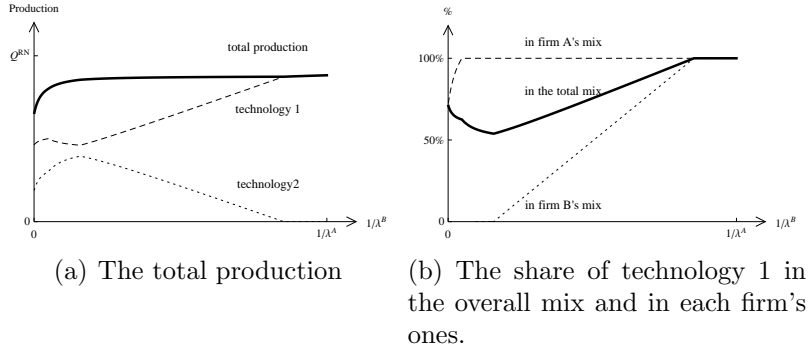 Production
Q^RN
total production
technology 1
technology2
0
0
1/λ^A
1/λ^B
(a) The total production
%
in firm A's mix
100%
in the total mix
50%
in firm B's mix
0
0
1/λ^A
1/λ^B
(b) The share of technology 1 in
the overall mix and in each firm's
ones.